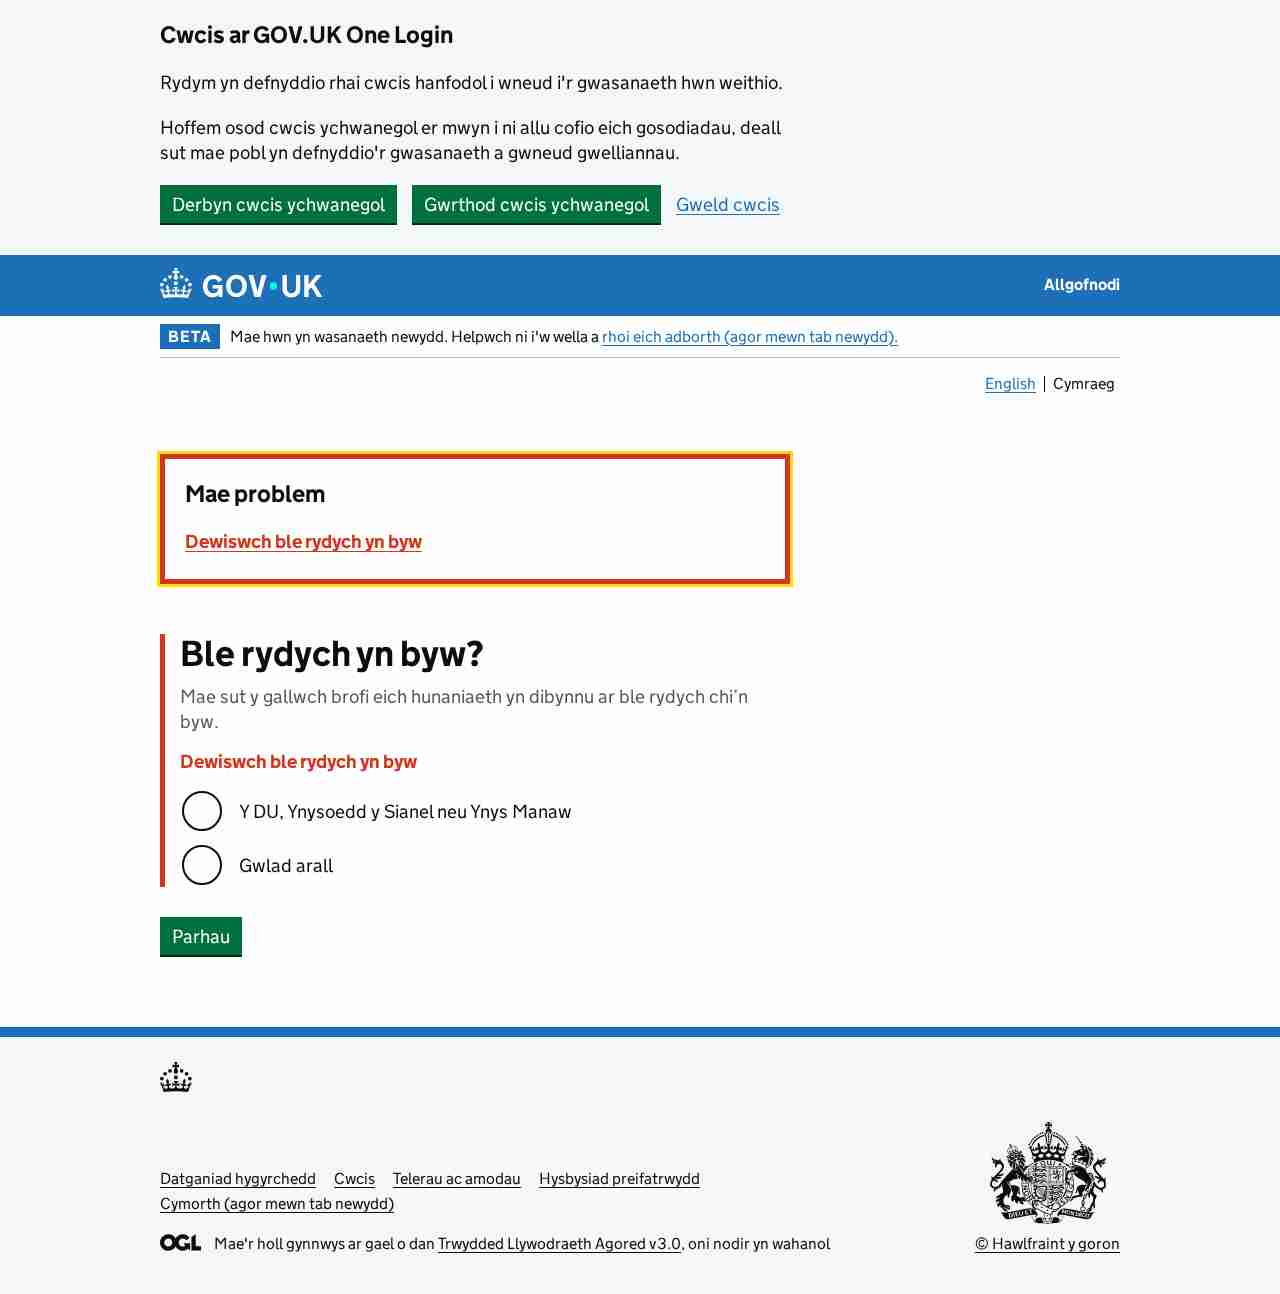 Cwcis ar GOV.UK One Login
Rydym yn defnyddio rhai cwcis hanfodol i wneud i'r gwasanaeth hwn weithio.
Hoffem osod cwcis ychwanegol er mwyn i ni allu cofio eich gosodiadau, deall
sut mae pobl yn defnyddio'r gwasanaeth a gwneud gwelliannau.
Derbyn cwcis ychwanegol Gwrthod cwcis ychwanegol Gweld cwcis
GOV•UK Allgofnodi
BETA Mae hwn yn wasanaeth newydd. Helpwch ni i'w wella a rhoi eich adborth (agor mewn tab newydd).
English Cymraeg
Mae problem
Dewiswch ble rydych yn byw
Ble rydych yn byw?
Mae sut y gallwch brofi eich hunaniaeth yn dibynnu ar ble rydych chi’n
byw.
Dewiswch ble rydych yn byw
Y DU, Ynysoedd y Sianel neu Ynys Manaw
Gwlad arall
Parhau
Datganiad hygyrchedd Cwcis Telerau ac amodau Hysbysiad preifatrwydd
Cymorth (agor mewn tab newydd)
OGL Mae'r holl gynnwys ar gael o dan Trwydded Llywodraeth Agored v3.0, oni nodir yn wahanol
© Hawlfraint y goron